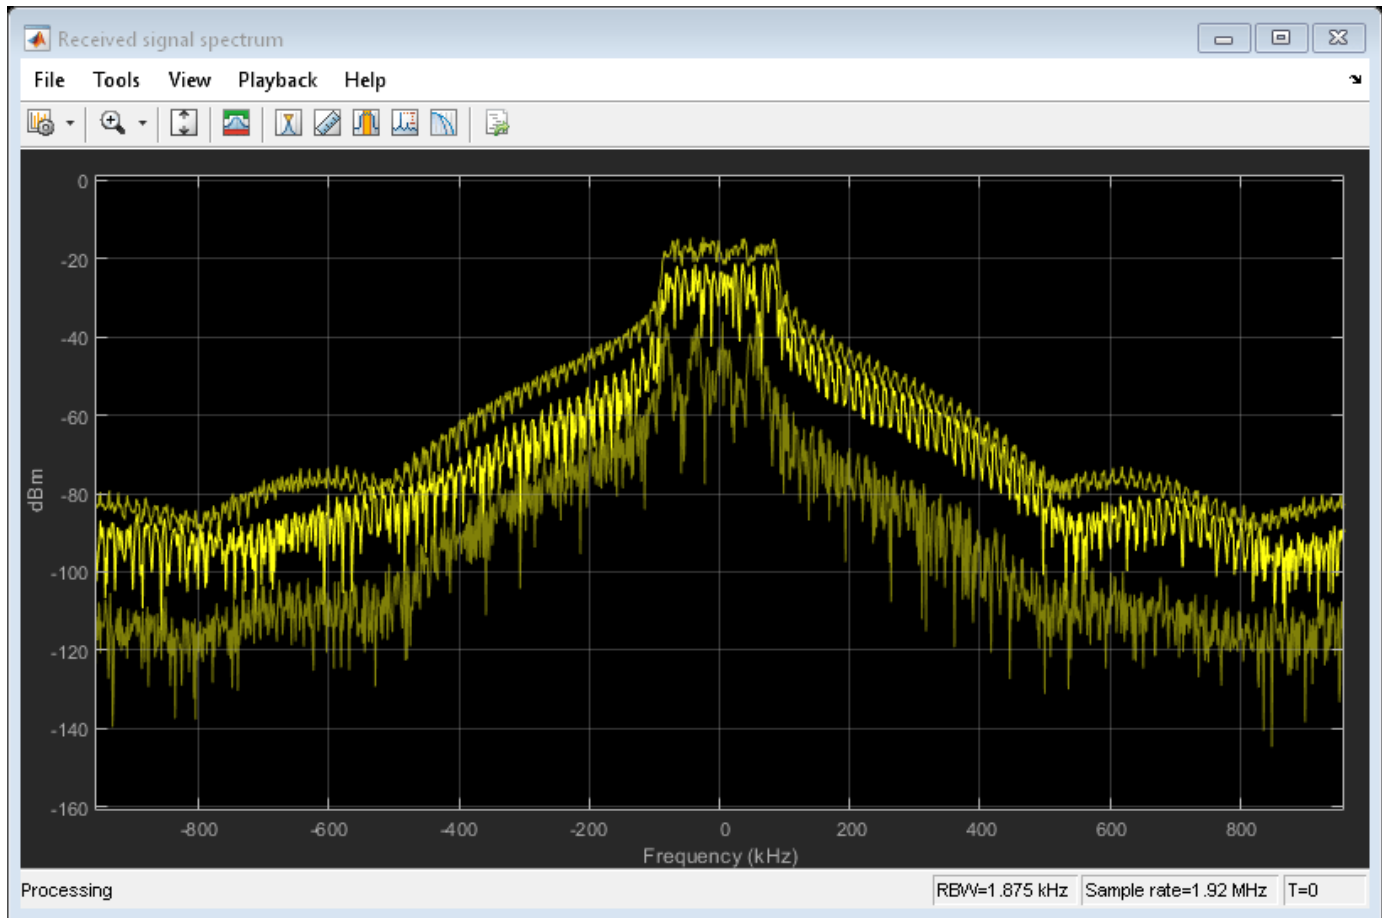 Received signal spectrum
File Tools View Playback Help
0
-20
-40
-60
-80
-100
-120
-140
-160
dBm
-800 -600 -400 -200 0 200 400 600 800
Frequency (kHz)
Processing RBW=1.875 kHz Sample rate=1.92 MHz T=0